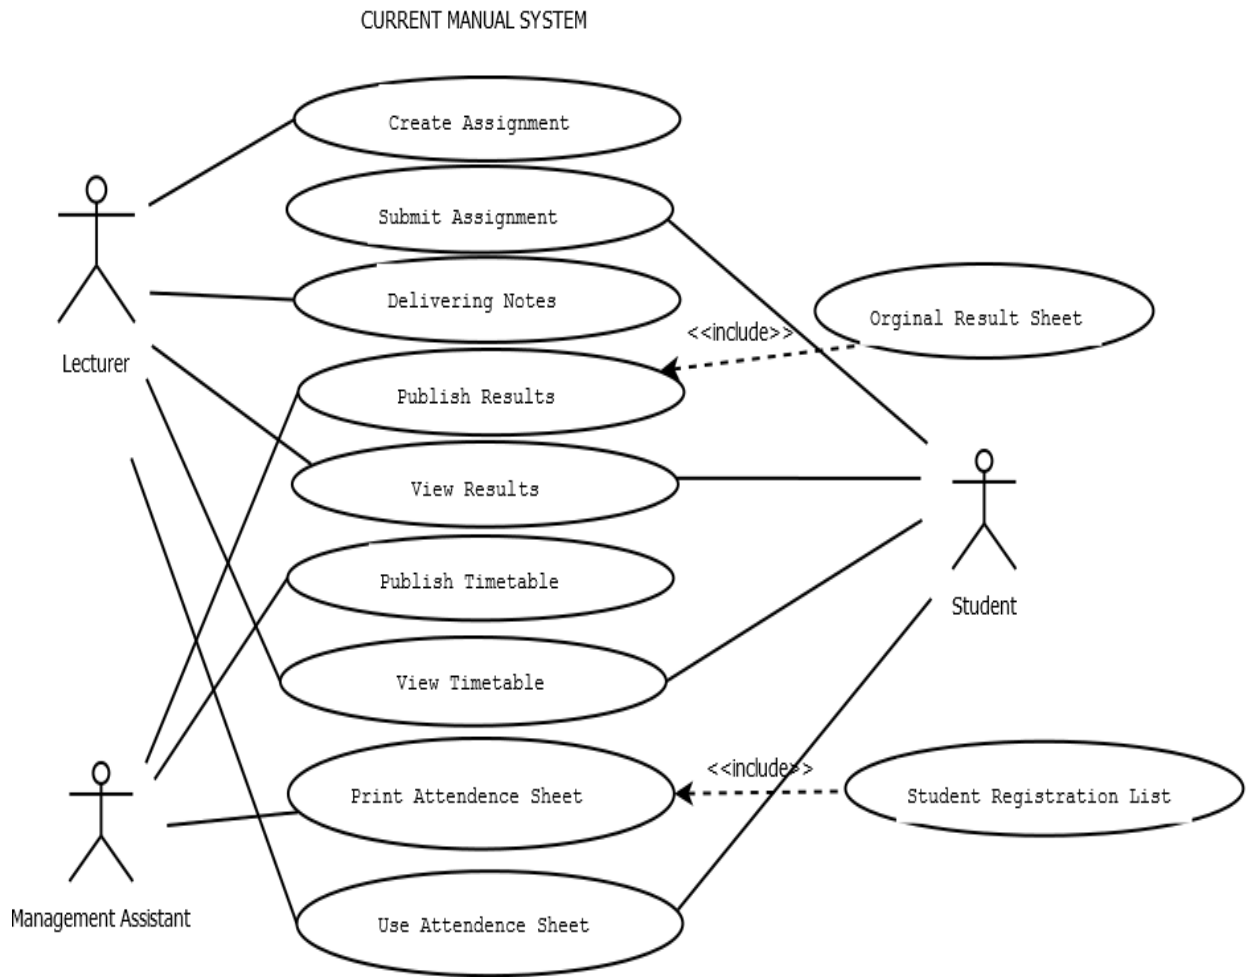 CURRENT MANUAL SYSTEM
Create Assignment
Submit Assignment
Delivering Notes
<<include>>
Orginal Result Sheet
Lecturer
Publish Results
View Results
Publish Timetable
Student
View Timetable
<<include>>
Print Attendence Sheet
Student Registration List
Management Assistant
Use Attendence Sheet